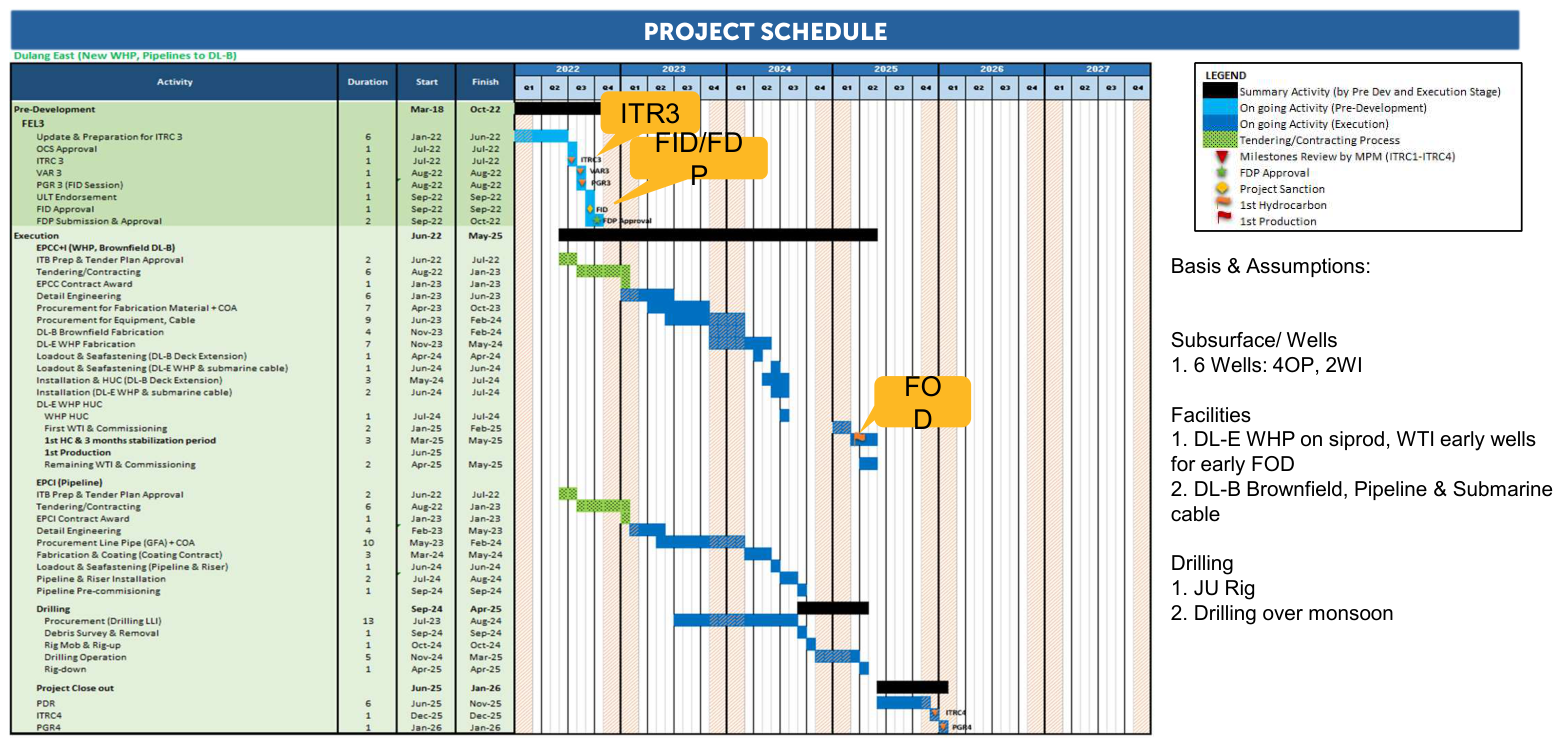 PROJECT SCHEDULE
Dulang East (New WHP, Pipelines to DL-B)
Activity Duration Start Finish
2022 2023 2024 2025 2026 2027
Q1 Q2 Q3 Q4 Q1 Q2 Q3 Q4 Q1 Q2 Q3 Q4 Q1 Q2 Q3 Q4 Q1 Q2 Q3 Q4 Q1 Q2 Q3 Q4
Pre-Development Mar-18 Oct-22
FEL3
Update & Preparation for ITRC 3 6 Jan-22 Jun-22
OCS Approval 1 Jul-22 Jul-22
ITRC 3 1 Jul-22 Jul-22 ITRC3
VAR 3 1 Aug-22 Aug-22 VAR3
PGR 3 (FID Session) 1 Aug-22 Aug-22 PGR3
ULT Endorsement 1 Sep-22 Sep-22
FID Approval 1 Sep-22 Sep-22 FID
FDP Submission & Approval 2 Sep-22 Oct-22 FDP Approval
ITR3
FID/FD
P
Execution Jun-22 May-25
EPCC+I (WHP, Brownfield DL-B)
ITB Prep & Tender Plan Approval 2 Jun-22 Jul-22
Tendering/Contracting 6 Aug-22 Jan-23
EPCC Contract Award 1 Jan-23 Jan-23
Detail Engineering 6 Jan-23 Jun-23
Procurement for Fabrication Material + COA 7 Apr-23 Oct-23
Procurement for Equipment, Cable 9 Jun-23 Feb-24
DL-B Brownfield Fabrication 4 Nov-23 Feb-24
DL-E WHP Fabrication 7 Nov-23 May-24
Loadout & Seafastening (DL-B Deck Extension) 1 Apr-24 Apr-24
Loadout & Seafastening (DL-E WHP & submarine cable) 1 Jun-24 Jun-24
Installation & HUC (DL-B Deck Extension) 3 May-24 Jul-24
Installation (DL-E WHP & submarine cable) 2 Jun-24 Jul-24
DL-E WHP HUC
WHP HUC 1 Jul-24 Jul-24
First WTI & Commissioning 2 Jan-25 Feb-25
1st HC & 3 months stabilization period 3 Mar-25 May-25
1st Production Jun-25
Remaining WTI & Commissioning 2 Apr-25 May-25
FO
D
EPCI (Pipeline)
ITB Prep & Tender Plan Approval 2 Jun-22 Jul-22
Tendering/Contracting 6 Aug-22 Jan-23
EPCI Contract Award 1 Jan-23 Jan-23
Detail Engineering 4 Feb-23 May-23
Procurement Line Pipe (GFA) + COA 10 May-23 Feb-24
Fabrication & Coating (Coating Contract) 3 Mar-24 May-24
Loadout & Seafastening (Pipeline & Riser) 1 Jun-24 Jun-24
Pipeline & Riser Installation 2 Jul-24 Aug-24
Pipeline Pre-commisioning 1 Sep-24 Sep-24
Drilling Sep-24 Apr-25
Procurement (Drilling LLI) 13 Jul-23 Aug-24
Debris Survey & Removal 1 Sep-24 Sep-24
Rig Mob & Rig-up 1 Oct-24 Oct-24
Drilling Operation 5 Nov-24 Mar-25
Rig-down 1 Apr-25 Apr-25
Project Close out Jun-25 Jan-26
PDR 6 Jun-25 Nov-25
ITRC4 1 Dec-25 Dec-25 ITRC4
PGR4 1 Jan-26 Jan-26 PGR4
LEGEND
Summary Activity (by Pre Dev and Execution Stage)
On going Activity (Pre-Development)
On going Activity (Execution)
Tendering/Contracting Process
Milestones Review by MPM (ITRC1-ITRC4)
FDP Approval
Project Sanction
1st Hydrocarbon
1st Production
Basis & Assumptions:
Subsurface/ Wells
1. 6 Wells: 4OP, 2WI
Facilities
1. DL-E WHP on siprod, WTI early wells
for early FOD
2. DL-B Brownfield, Pipeline & Submarine
cable
Drilling
1. JU Rig
2. Drilling over monsoon